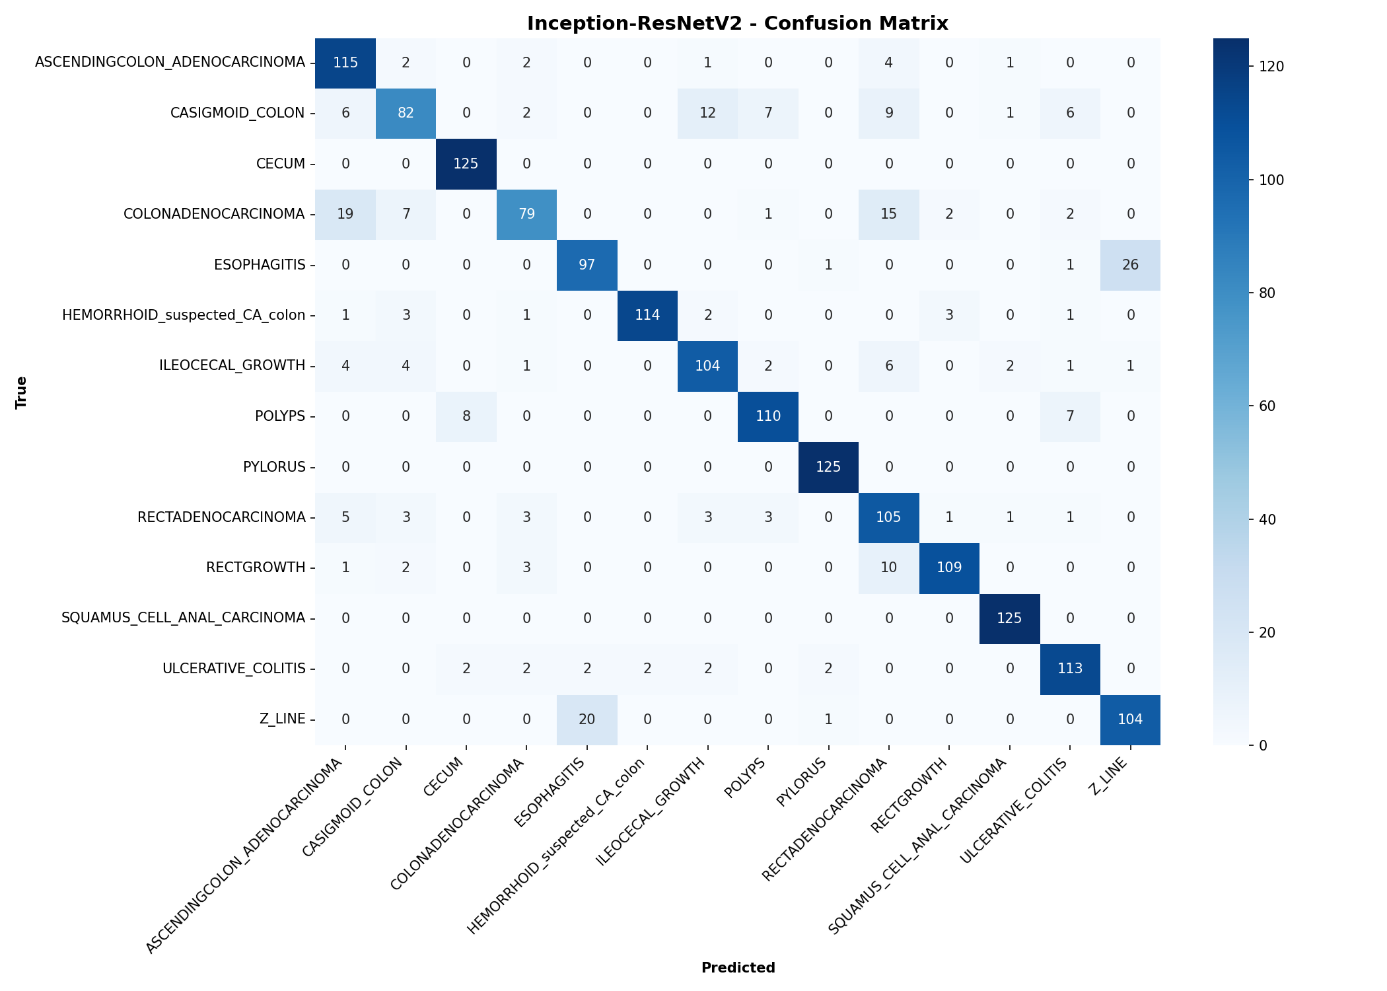 Inception-ResNetV2 - Confusion Matrix
ASCENDINGCOLON_ADENOCARCINOMA 115 2 0 2 0 0 1 0 0 4 0 1 0 0
CASIGMOID_COLON 6 82 0 2 0 0 12 7 0 9 0 1 6 0
CECUM 0 0 125 0 0 0 0 0 0 0 0 0 0 0
COLONADENOCARCINOMA 19 7 0 79 0 0 0 1 0 15 2 0 2 0
ESOPHAGITIS 0 0 0 0 97 0 0 0 1 0 0 0 1 26
HEMORRHOID_suspected_CA_colon 1 3 0 1 0 114 2 0 0 0 3 0 1 0
ILEOCECAL_GROWTH 4 4 0 1 0 0 104 2 0 6 0 2 1 1
POLYPS 0 0 8 0 0 0 0 110 0 0 0 0 7 0
PYLORUS 0 0 0 0 0 0 0 0 125 0 0 0 0 0
RECTADENOCARCINOMA 5 3 0 3 0 0 3 3 0 105 1 1 1 0
RECTGROWTH 1 2 0 3 0 0 0 0 0 10 109 0 0 0
SQUAMUS_CELL_ANAL_CARCINOMA 0 0 0 0 0 0 0 0 0 0 0 125 0 0
ULCERATIVE_COLITIS 0 0 2 2 2 2 2 0 2 0 0 0 113 0
Z_LINE 0 0 0 0 20 0 0 0 1 0 0 0 0 104
True
ASCENDINGCOLON_ADENOCARCINOMA
CASIGMOID_COLON
CECUM
COLONADENOCARCINOMA
ESOPHAGITIS
HEMORRHOID_suspected_CA_colon
ILEOCECAL_GROWTH
POLYPS
PYLORUS
RECTADENOCARCINOMA
RECTGROWTH
SQUAMUS_CELL_ANAL_CARCINOMA
ULCERATIVE_COLITIS
Z_LINE
Predicted
120
100
80
60
40
20
0